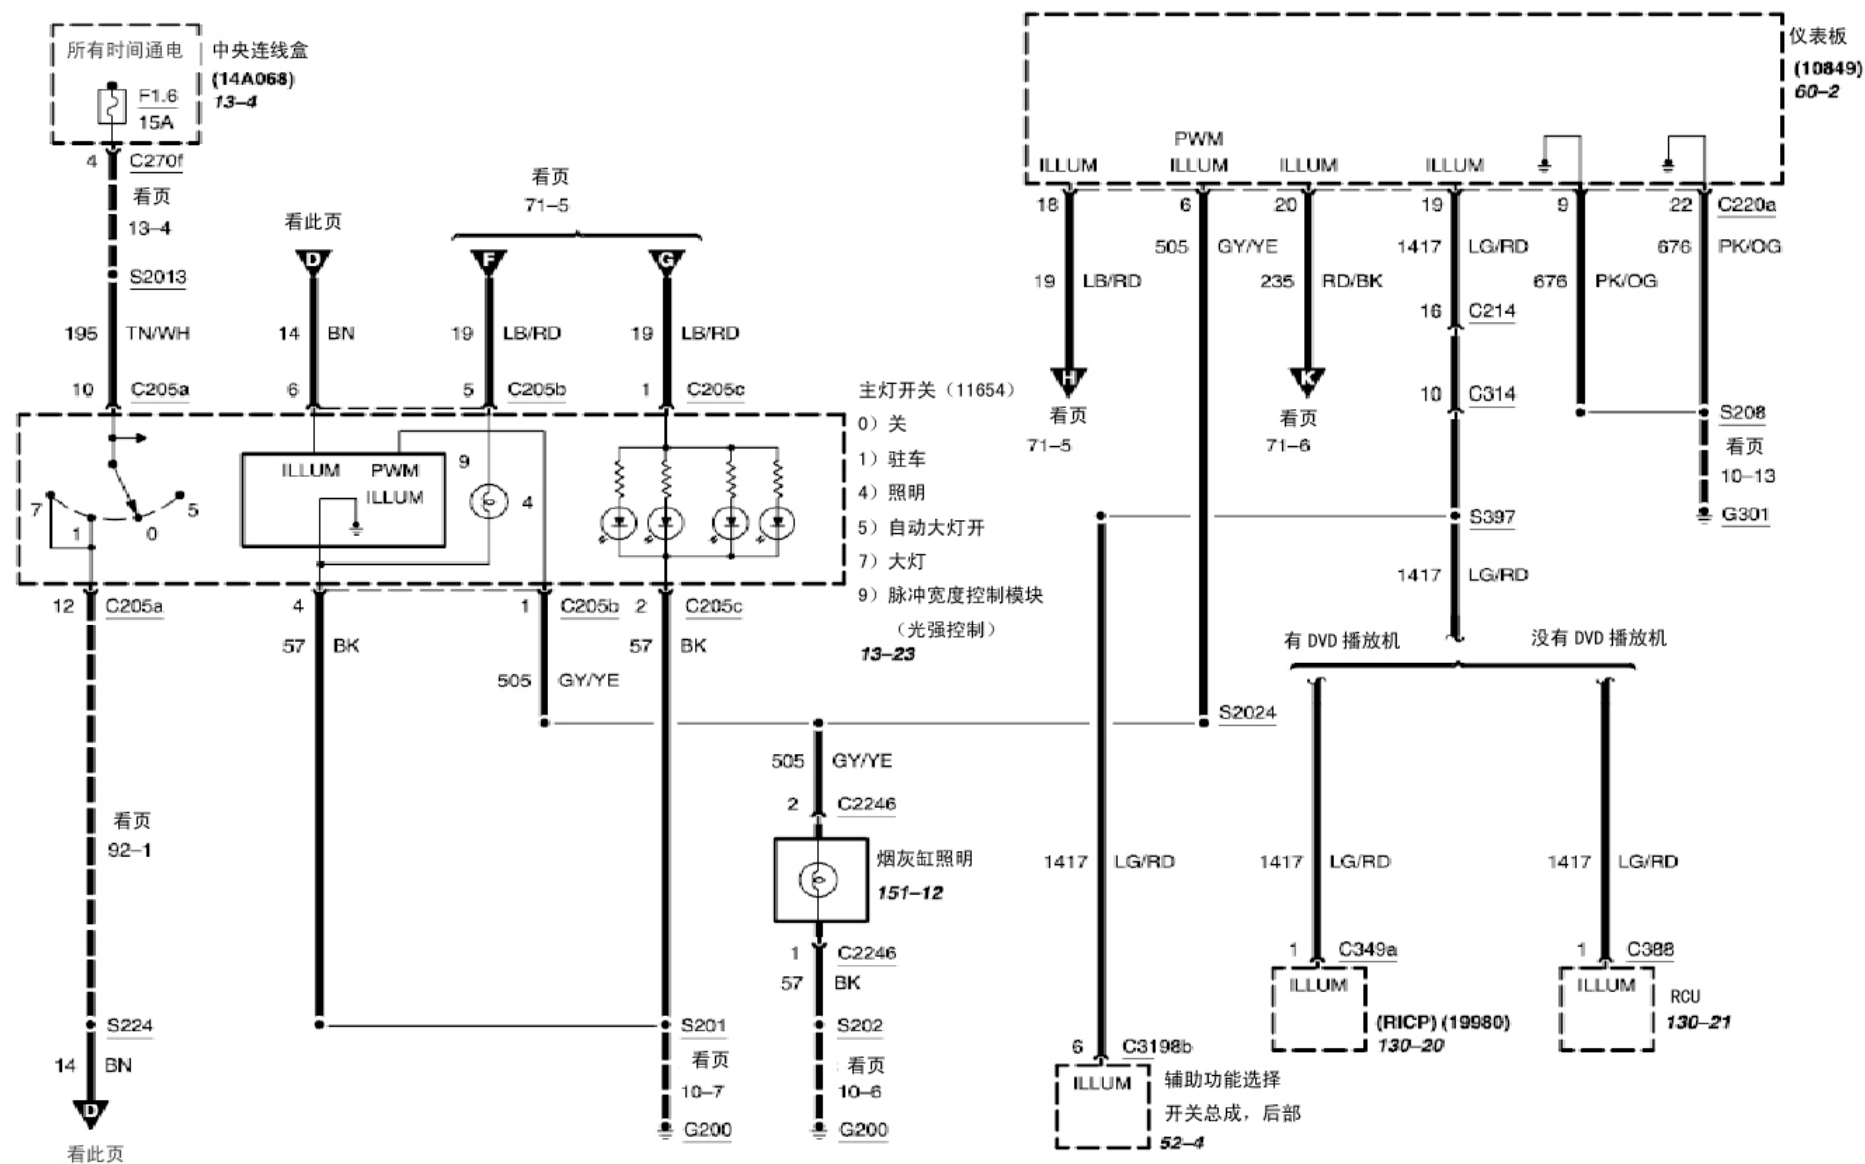 所有时间通电
F1.6
15A
中央连线盒
(14A068)
13-4
4 C270f
看页
13-4
S2013
195 TN/WH
10 C205a
看此页
D
14 BN
6
看页
71-5
F
19 LB/RD
5 C205b
G
19 LB/RD
1 C205c
主灯开关（11654）
0）关
1）驻车
4）照明
5）自动大灯开
7）大灯
9）脉冲宽度控制模块
（光强控制）
13-23
7
1
0
5
ILLUM
PWM
ILLUM
9
4
12 C205a
看页
92-1
S224
14 BN
D
看此页
4
57 BK
1 C205b
505 GY/YE
2 C205c
57 BK
S201
看页
10-7
G200
505 GY/YE
2 C2246
烟灰缸照明
151-12
1 C2246
57 BK
S202
看页
10-6
G200
仪表板
(10849)
60-2
ILLUM
PWM
ILLUM
ILLUM
ILLUM
18
6
20
19
9
22 C220a
505 GY/YE
1417 LG/RD
676 PK/OG
19 LB/RD
235 RD/BK
676 PK/OG
16 C214
H
看页
71-5
K
看页
71-6
10 C314
S208
看页
10-13
G301
S397
1417 LG/RD
有 DVD 播放机
没有 DVD 播放机
S2024
1417 LG/RD
1417 LG/RD
1417 LG/RD
1 C349a
ILLUM
(RICP) (19980)
130-20
1 C388
ILLUM
RCU
130-21
6 C3198b
ILLUM
辅助功能选择
开关总成，后部
52-4